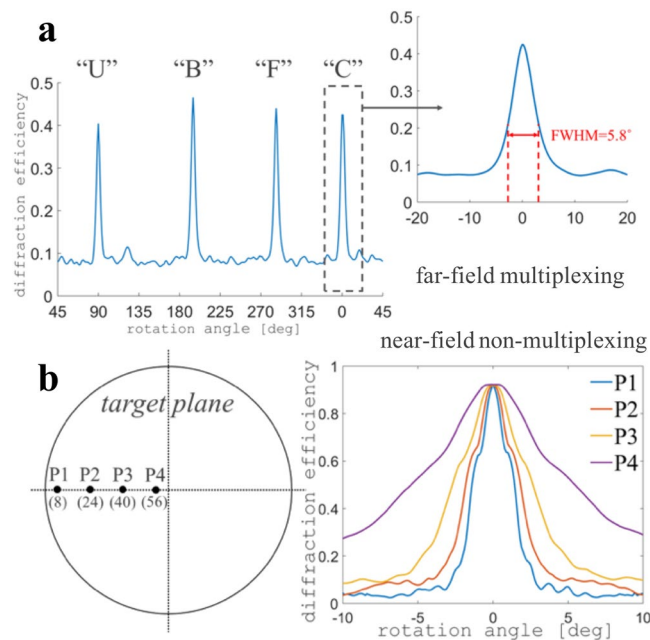 a
“U” “B” “F” “C”
0.5
0.4
0.3
0.2
0.1
0
diffraction efficiency
45 90 135 180 225 270 315 0 45
rotation angle [deg]
0.5
0.4
0.3
0.2
0.1
0
FWHM=5.8°
-20 -10 0 10 20
far-field multiplexing
near-field non-multiplexing
b
target plane
P1 P2 P3 P4
(8) (24) (40) (56)
1
0.8
0.6
0.4
0.2
0
diffraction efficiency
P1
P2
P3
P4
-10 -5 0 5 10
rotation angle [deg]